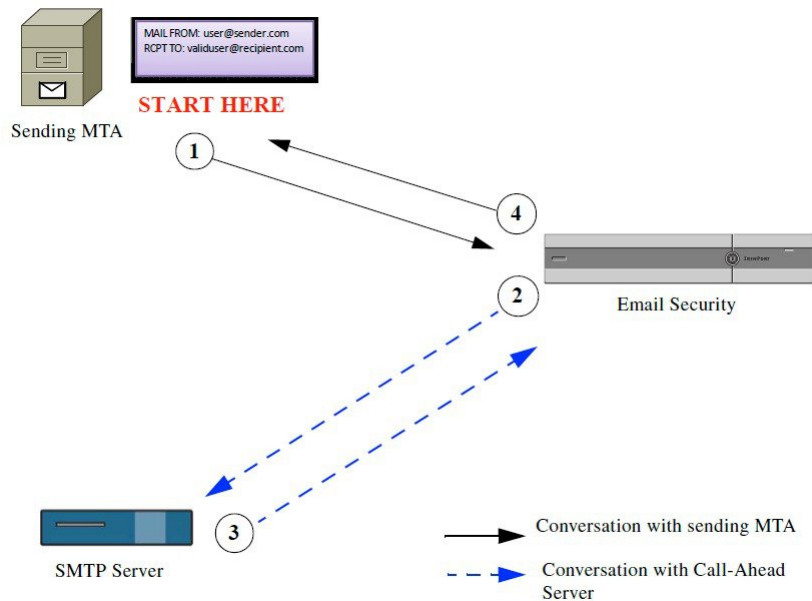 MAIL FROM: user@sender.com
RCPT TO: validuser@recipient.com
START HERE
Sending MTA
1
4
IRONPORT
2
Email Security
3
SMTP Server
Conversation with sending MTA
Conversation with Call-Ahead
Server